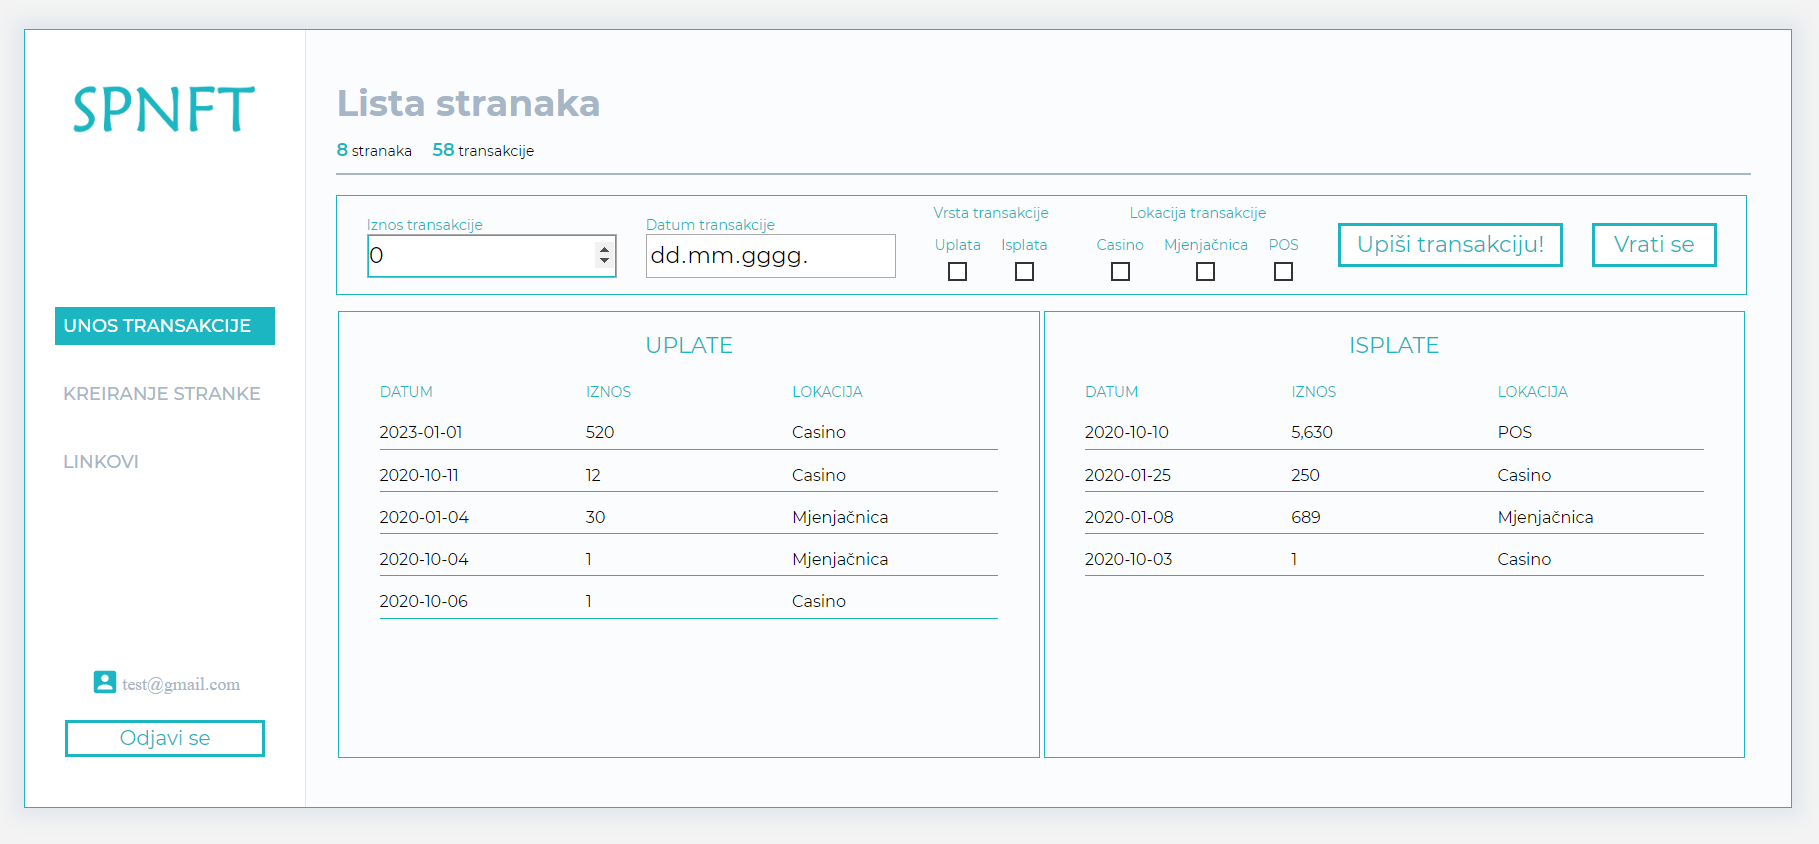 SPNFT
UNOS TRANSAKCIJE
KREIRANJE STRANKE
LINKOVI
test@gmail.com
Odjavi se
Lista stranaka
8 stranaka 58 transakcije
Iznos transakcije
0
Datum transakcije
dd.mm.gggg.
Vrsta transakcije
Uplata Isplata
Lokacija transakcije
Casino Mjenjačnica POS
Upiši transakciju!
Vrati se
UPLATE
DATUM IZNOS LOKACIJA
2023-01-01 520 Casino
2020-10-11 12 Casino
2020-01-04 30 Mjenjačnica
2020-10-04 1 Mjenjačnica
2020-10-06 1 Casino
ISPLATE
DATUM IZNOS LOKACIJA
2020-10-10 5,630 POS
2020-01-25 250 Casino
2020-01-08 689 Mjenjačnica
2020-10-03 1 Casino